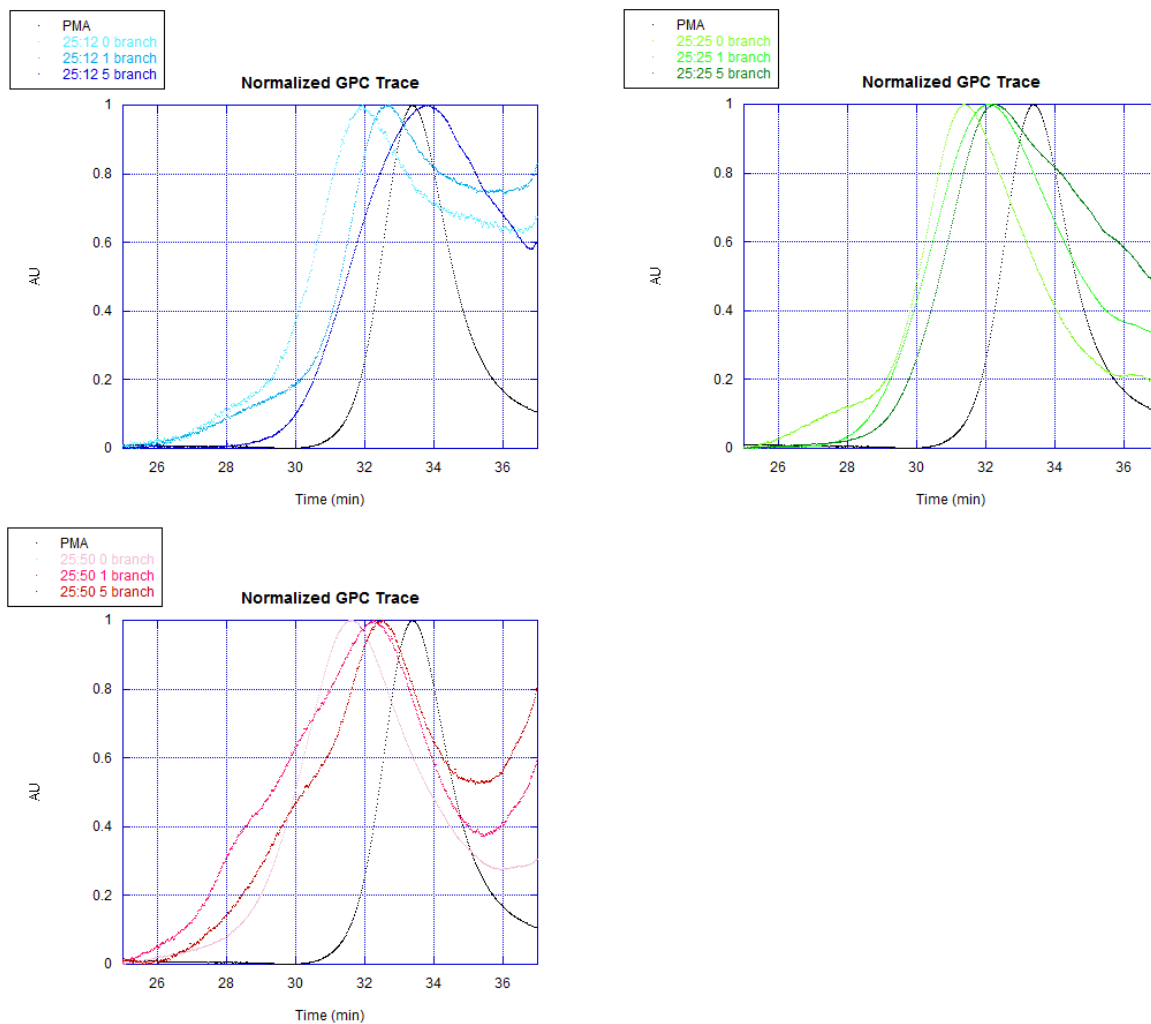 PMA
25:12 0 branch
25:12 1 branch
25:12 5 branch
Normalized GPC Trace
1
0.8
0.6
0.4
0.2
0
AU
26 28 30 32 34 36
Time (min)
PMA
25:25 0 branch
25:25 1 branch
25:25 5 branch
Normalized GPC Trace
1
0.8
0.6
0.4
0.2
0
AU
26 28 30 32 34 36
Time (min)
PMA
25:50 0 branch
25:50 1 branch
25:50 5 branch
Normalized GPC Trace
1
0.8
0.6
0.4
0.2
0
AU
26 28 30 32 34 36
Time (min)